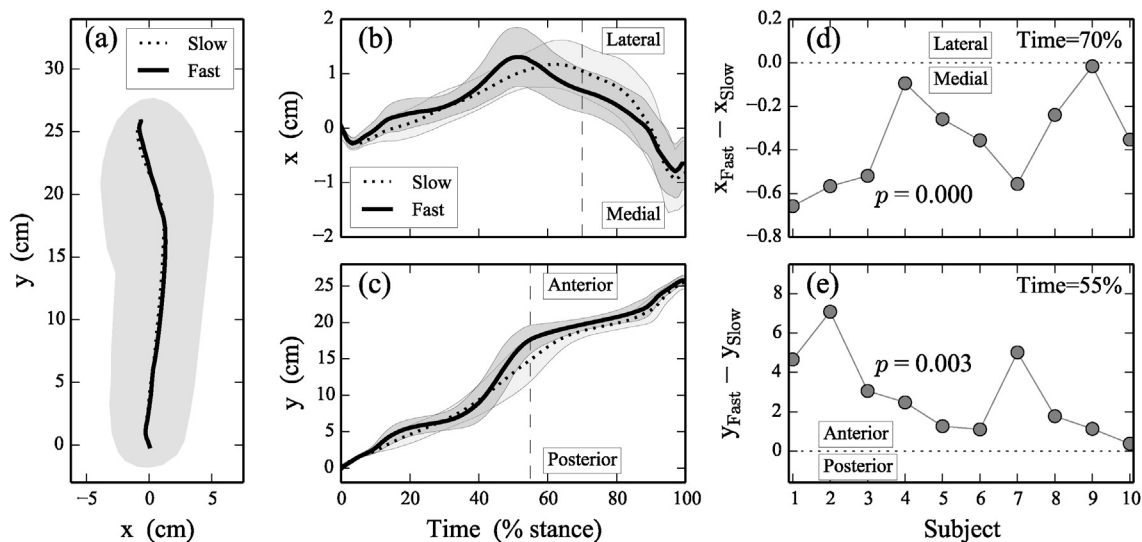 (a)
Slow
Fast
y (cm)
30
25
20
15
10
5
0
−5
0
5
x (cm)
(b)
Lateral
x (cm)
2
1
0
−1
−2
Slow
Fast
Medial
(c)
Anterior
y (cm)
25
20
15
10
5
0
Posterior
0
20
40
60
80
100
Time (% stance)
(d)
Lateral
Medial
Time=70%
xFast − xSlow
0.2
0.0
−0.2
−0.4
−0.6
−0.8
p = 0.000
(e)
Time=55%
yFast − ySlow
8
6
4
2
0
p = 0.003
Anterior
Posterior
1
2
3
4
5
6
7
8
9
10
Subject